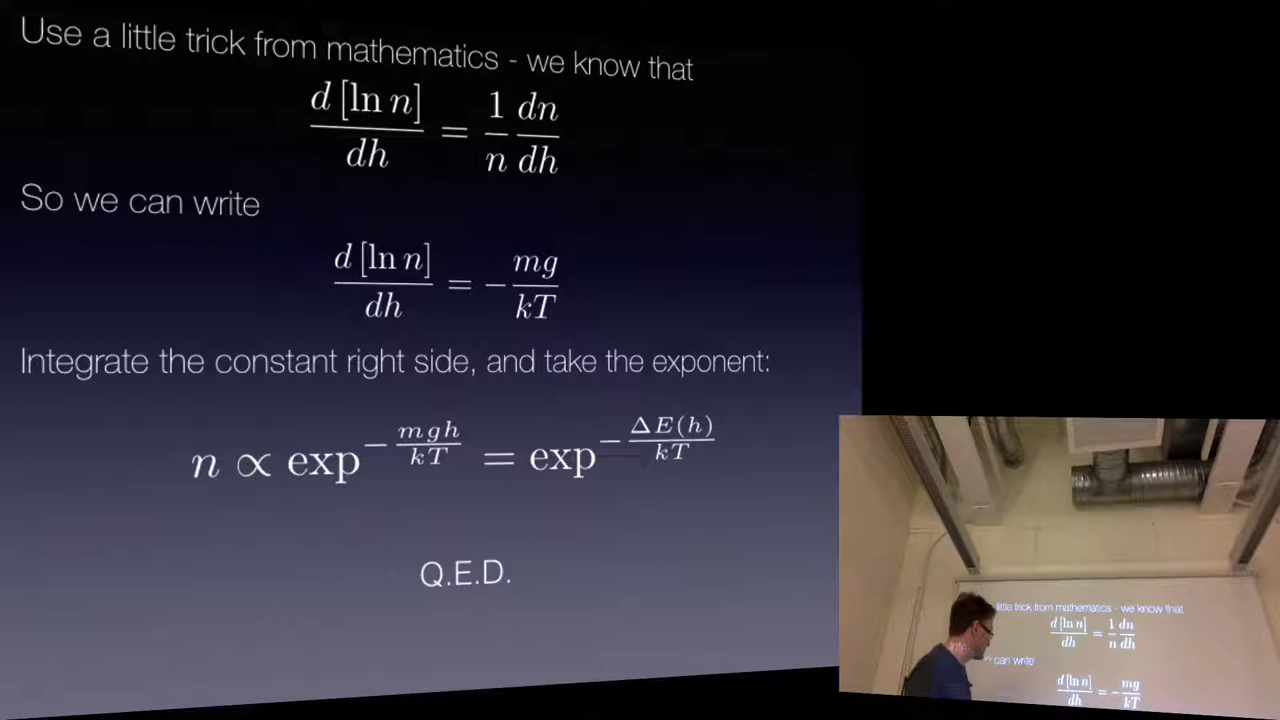 Use a little trick from mathematics - we know that
d [ln n] / dh = 1/n dn/dh
So we can write
d [ln n] / dh = - mg / kT
Integrate the constant right side, and take the exponent:
n ∝ exp^{- mgh / kT} = exp^{- ΔE(h) / kT}
Q.E.D.
little trick from mathematics - we know that
d [ln n] / dh = 1/n dn/dh
can write
d [ln n] / dh = - mg / kT